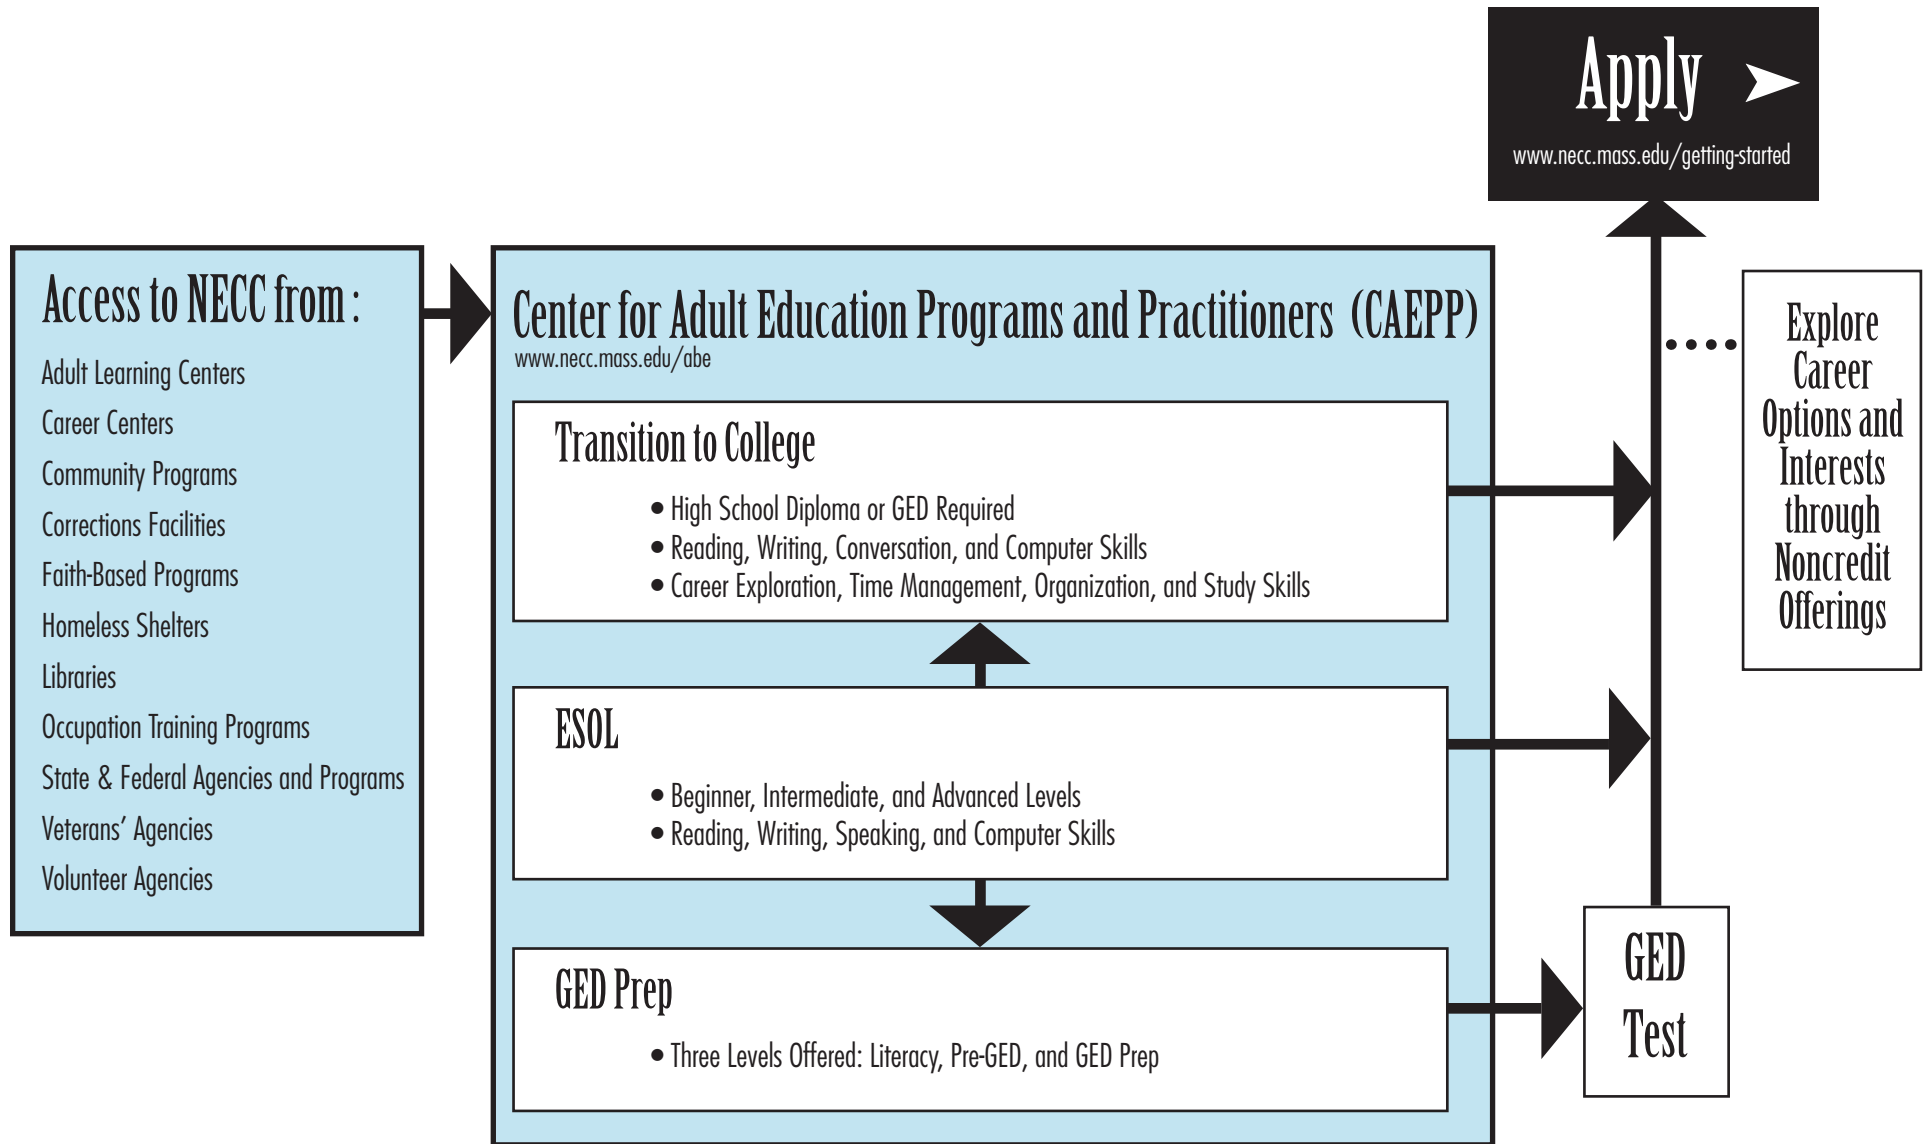 Apply
www.necc.mass.edu/getting-started
Access to NECC from :
Adult Learning Centers
Career Centers
Community Programs
Corrections Facilities
Faith-Based Programs
Homeless Shelters
Libraries
Occupation Training Programs
State & Federal Agencies and Programs
Veterans’ Agencies
Volunteer Agencies
Center for Adult Education Programs and Practitioners (CAEPP)
www.necc.mass.edu/abe
Transition to College
• High School Diploma or GED Required
• Reading, Writing, Conversation, and Computer Skills
• Career Exploration, Time Management, Organization, and Study Skills
ESOL
• Beginner, Intermediate, and Advanced Levels
• Reading, Writing, Speaking, and Computer Skills
GED Prep
• Three Levels Offered: Literacy, Pre-GED, and GED Prep
GED
Test
Explore
Career
Options and
Interests
through
Noncredit
Offerings